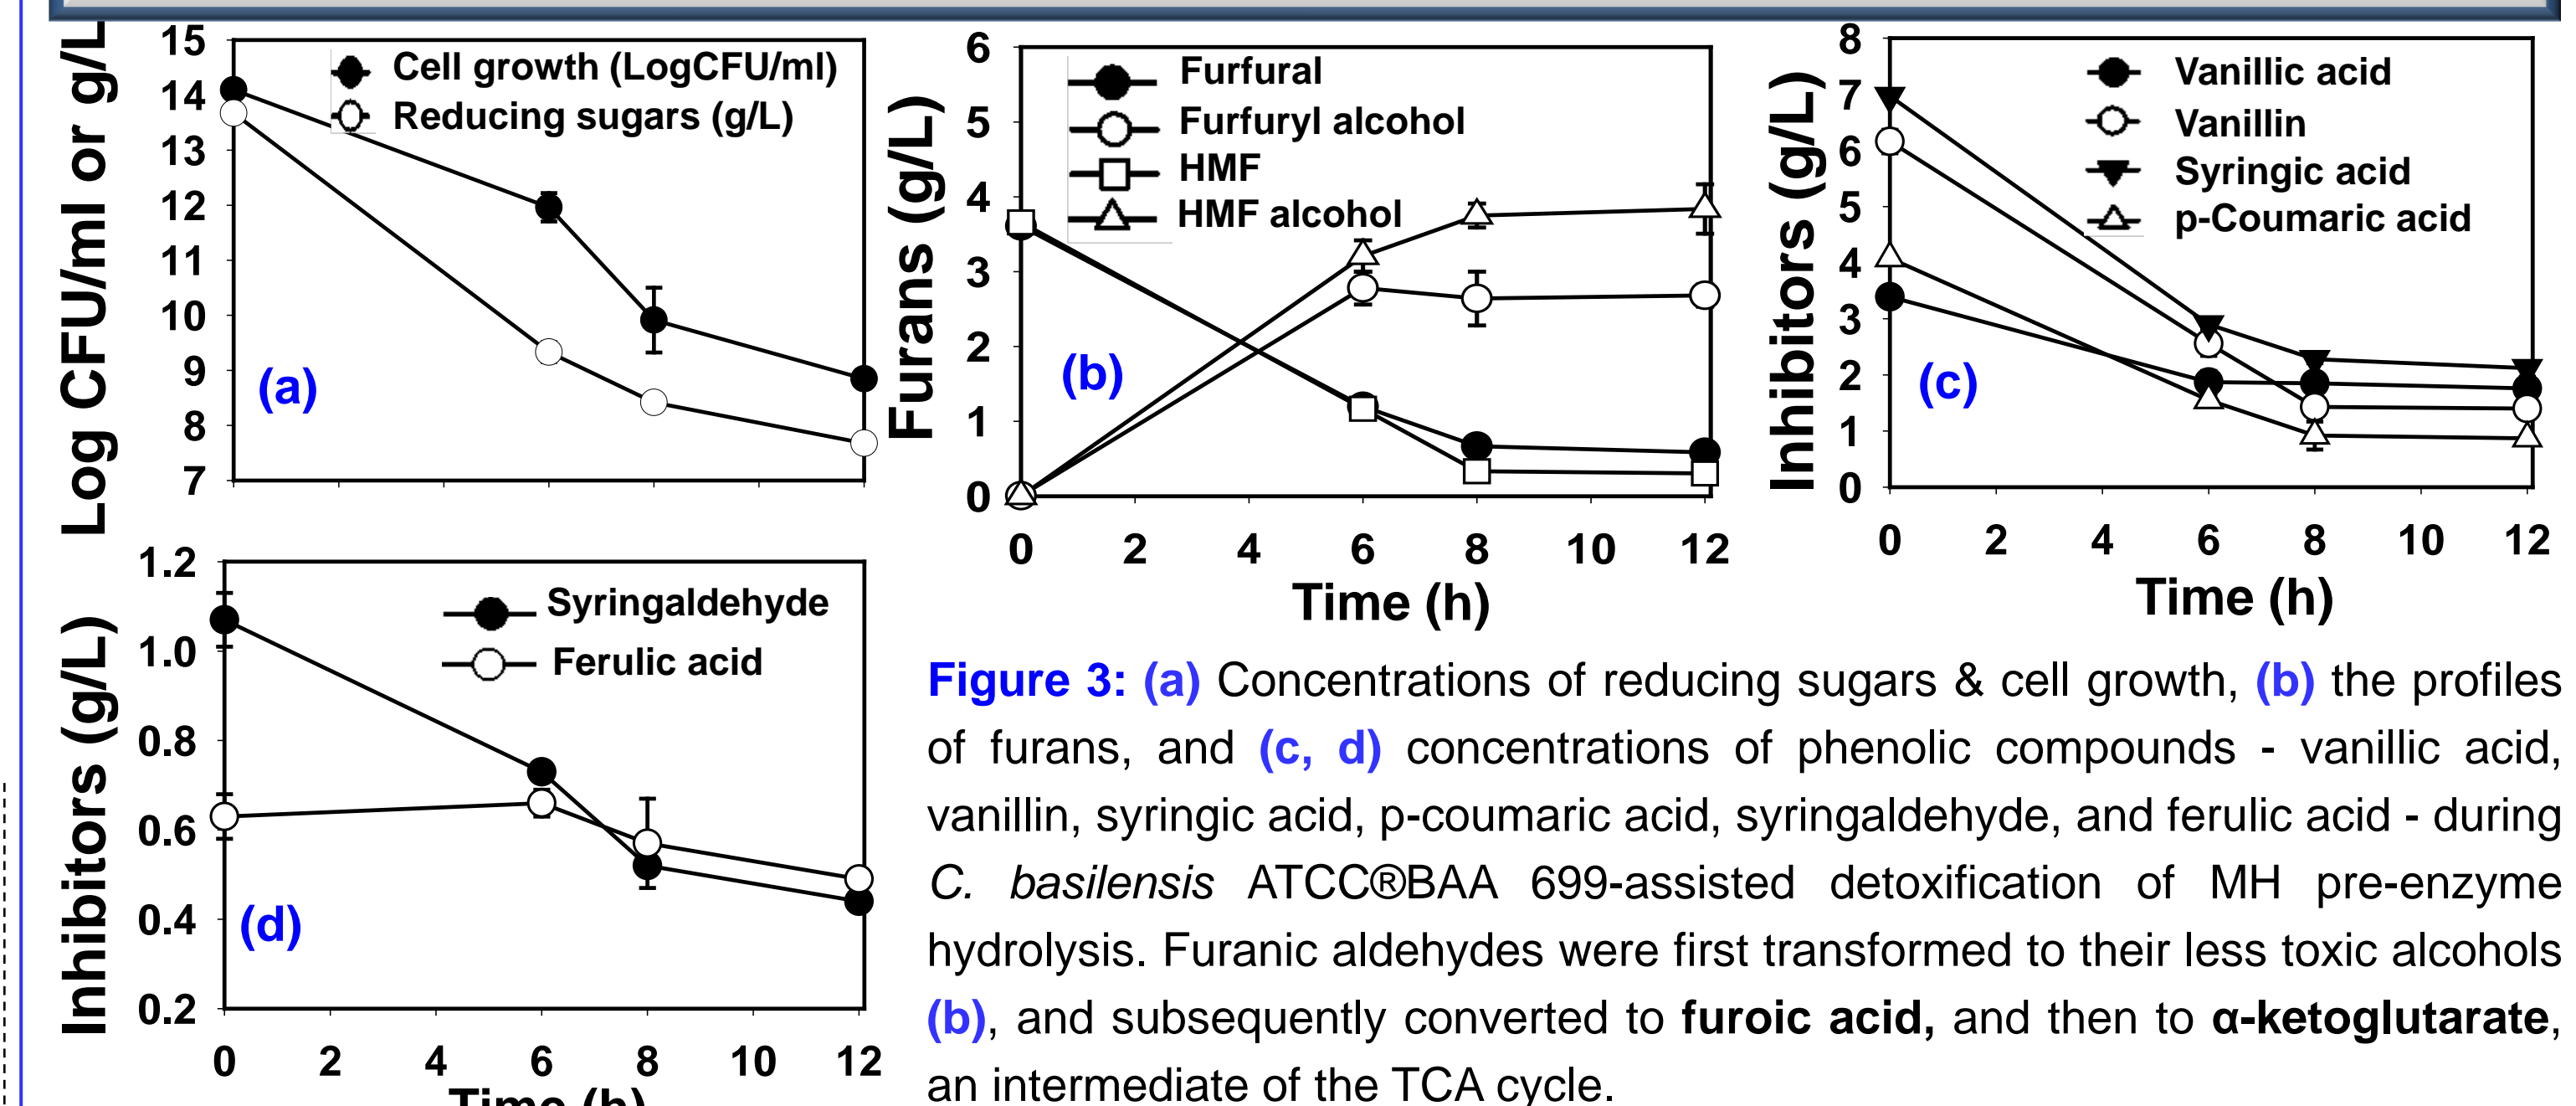 Log CFU/ml or g/L
15
14
13
12
11
10
9
8
7
Cell growth (LogCFU/ml)
Reducing sugars (g/L)
(a)
Furans (g/L)
6
5
4
3
2
1
0
Furfural
Furfuryl alcohol
HMF
HMF alcohol
(b)
0 2 4 6 8 10 12
Time (h)
Inhibitors (g/L)
8
7
6
5
4
3
2
1
0
Vanillic acid
Vanillin
Syringic acid
p-Coumaric acid
(c)
0 2 4 6 8 10 12
Time (h)
Inhibitors (g/L)
1.2
1.0
0.8
0.6
0.4
0.2
Syringaldehyde
Ferulic acid
(d)
0 2 4 6 8 10 12
Time (h)
Figure 3: (a) Concentrations of reducing sugars & cell growth, (b) the profiles
of furans, and (c, d) concentrations of phenolic compounds - vanillic acid,
vanillin, syringic acid, p-coumaric acid, syringaldehyde, and ferulic acid - during
C. basilensis ATCC®BAA 699-assisted detoxification of MH pre-enzyme
hydrolysis. Furanic aldehydes were first transformed to their less toxic alcohols
(b), and subsequently converted to furoic acid, and then to α-ketoglutarate,
an intermediate of the TCA cycle.